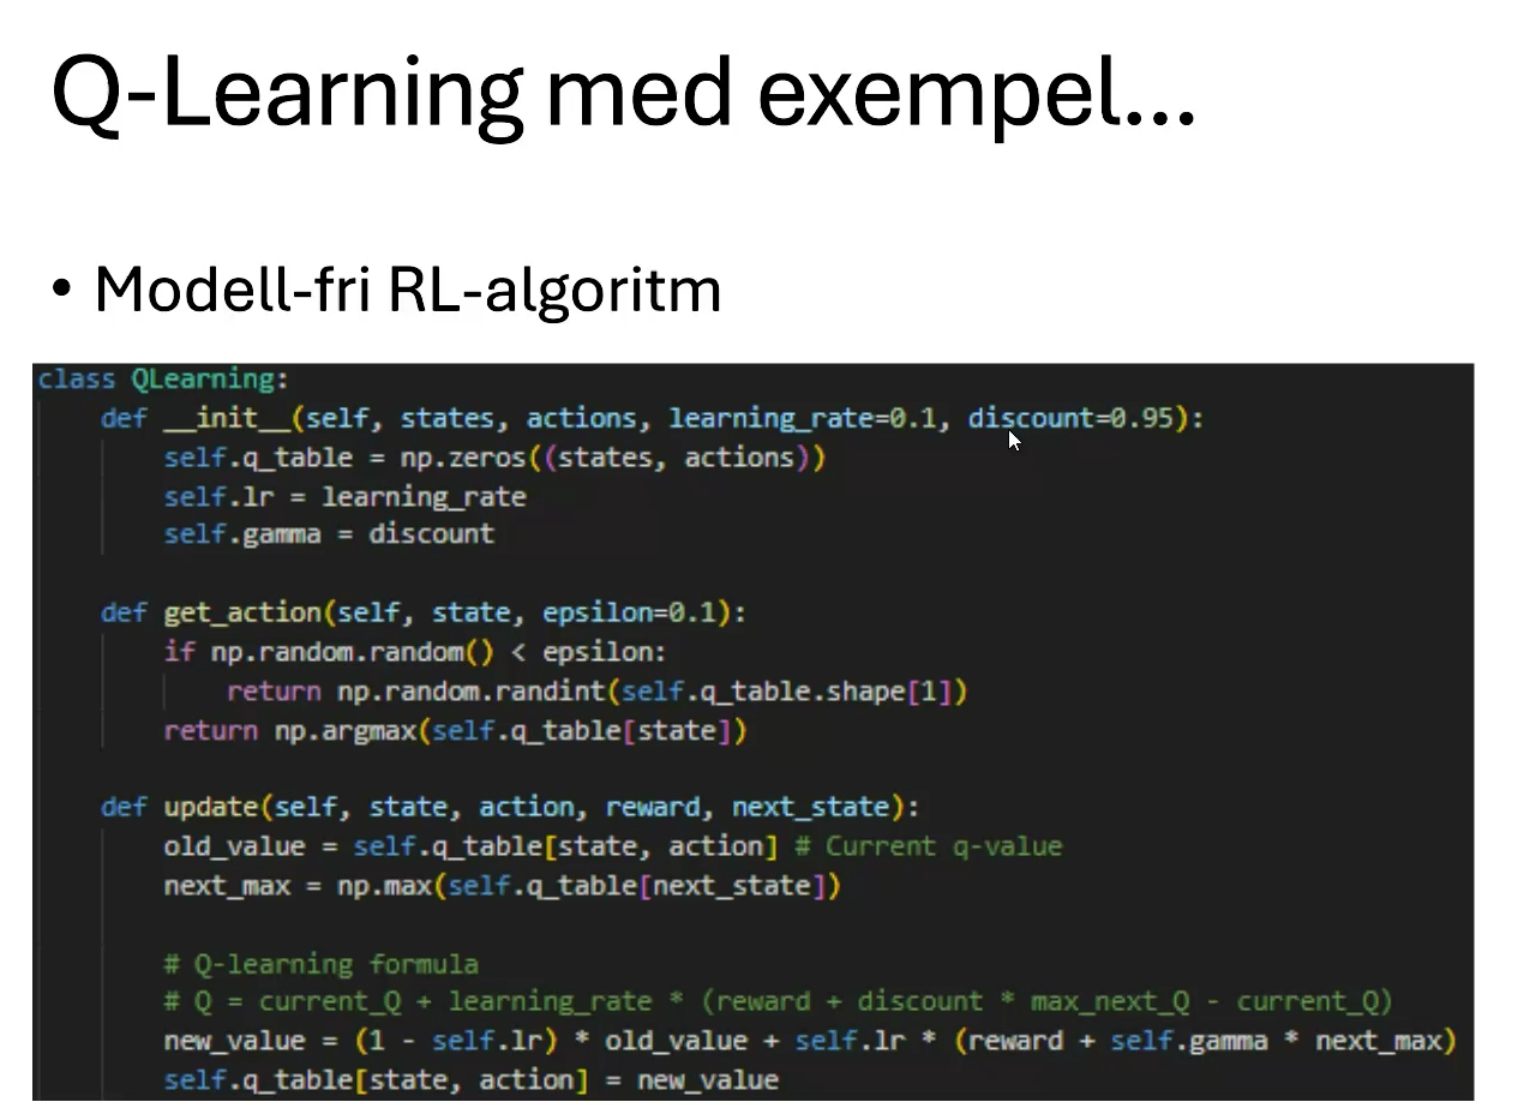 Q-Learning med exempel...
• Modell-fri RL-algoritm
class QLearning:
    def __init__(self, states, actions, learning_rate=0.1, discount=0.95):
        self.q_table = np.zeros((states, actions))
        self.lr = learning_rate
        self.gamma = discount
    def get_action(self, state, epsilon=0.1):
        if np.random.random() < epsilon:
            return np.random.randint(self.q_table.shape[1])
        return np.argmax(self.q_table[state])
    def update(self, state, action, reward, next_state):
        old_value = self.q_table[state, action] # Current q-value
        next_max = np.max(self.q_table[next_state])
        # Q-learning formula
        # Q = current_Q + learning_rate * (reward + discount * max_next_Q - current_Q)
        new_value = (1 - self.lr) * old_value + self.lr * (reward + self.gamma * next_max)
        self.q_table[state, action] = new_value